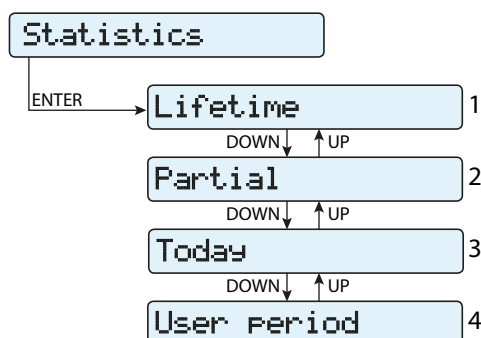 Statistics
ENTER
Lifetime 1
DOWN UP
Partial 2
DOWN UP
Today 3
DOWN UP
User period 4